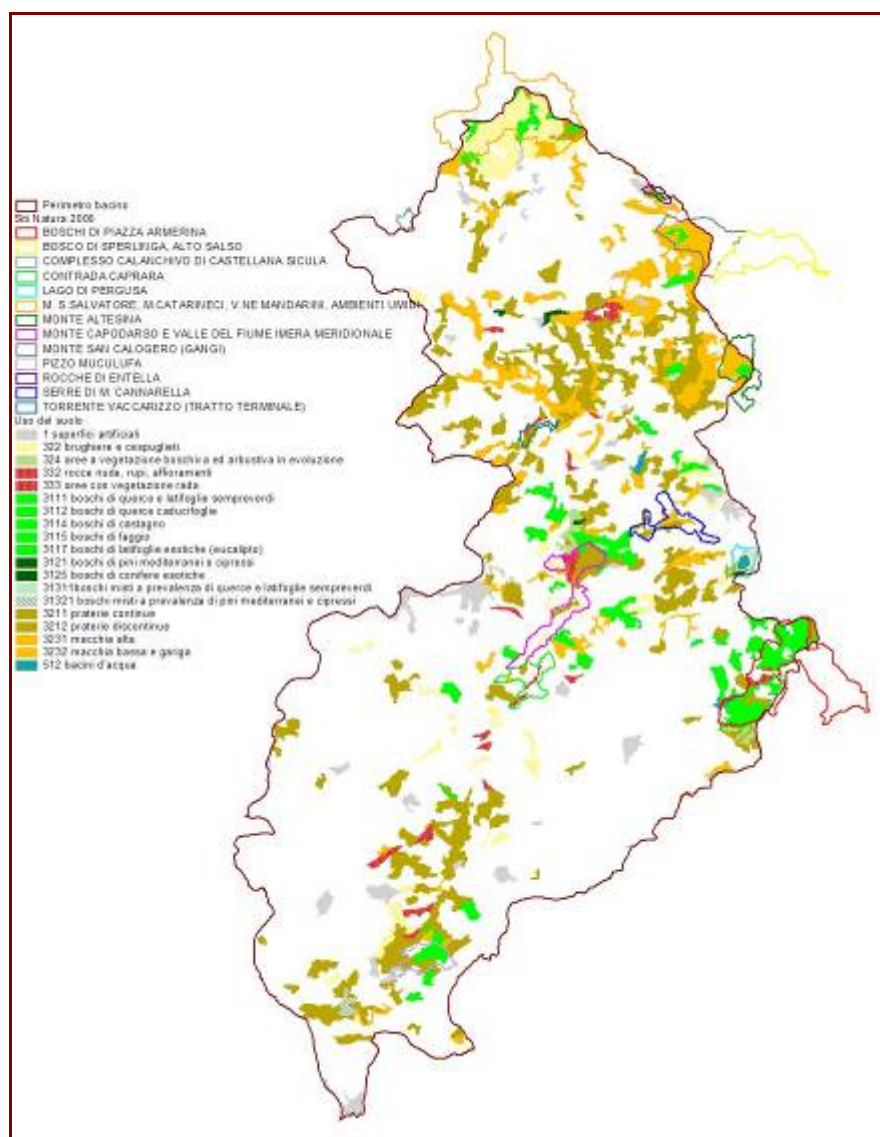 Perimetro bacino
Siti Natura 2000
BOSCHI DI PIAZZA ARMERINA
BOSCO DI SPERLINGA, ALTO SALSO
COMPLESSO CALANCHIVO DI CASTELLANA SICULA
CONTRADA CAPRARA
LAGO DI PERGUSA
M. S.SALVATORE, M.CATARINECI, V.NE MANDARINI, AMBIENTI UMIDI
MONTE ALTESINA
MONTE CAPODARSO E VALLE DEL FIUME IMERA MERIDIONALE
MONTE SAN CALOGERO (GANGI)
PIZZO MUCULUFA
ROCCHE DI ENTELLA
SERRE DI M. CANNARELLA
TORRENTE VACCARIZZO (TRATTO TERMINALE)
Uso del suolo
1 superfici artificiali
322 brughiere e cespuglieti
324 aree a vegetazione boschiva ed arbustiva in evoluzione
332 rocce nude, rupi, affioramenti
333 aree con vegetazione rada
3111 boschi di querce e latifoglie sempreverdi
3112 boschi di querce caducifoglie
3114 boschi di castagno
3115 boschi di faggio
3117 boschi di latifoglie esotiche (eucalipto)
3121 boschi di pini mediterranei e cipressi
3125 boschi di conifere esotiche
31311boschi misti a prevalenza di querce e latifoglie sempreverdi
31321 boschi misti a prevalenza di pini mediterranei e cipressi
3211 praterie continue
3212 praterie discontinue
3231 macchia alta
3232 macchia bassa e gariga
512 bacini d'acqua